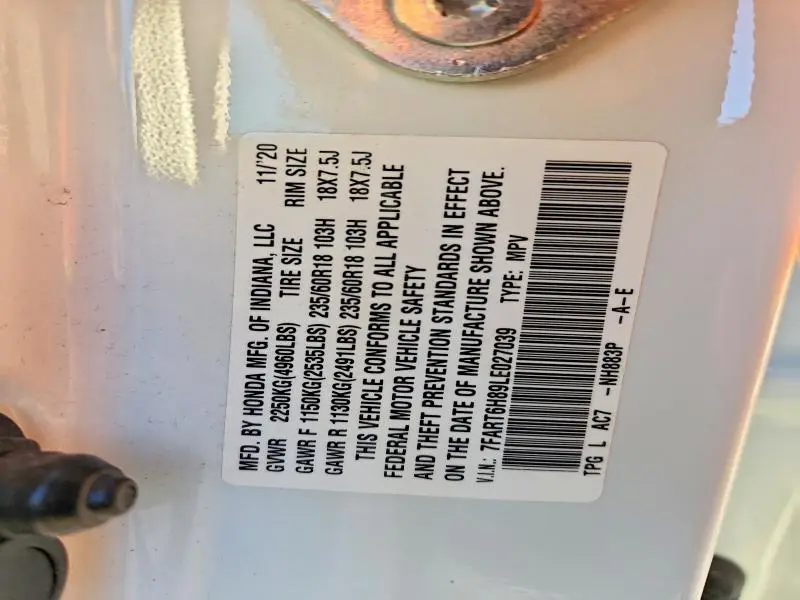 MFD. BY HONDA MFG. OF INDIANA, LLC 11/'20
GVWR 2250KG(4960LBS) TIRE SIZE RIM SIZE
GAWR F 1150KG(2535LBS) 235/60R18 103H 18X7.5J
GAWR R 1130KG(2491LBS) 235/60R18 103H 18X7.5J
THIS VEHICLE CONFORMS TO ALL APPLICABLE
FEDERAL MOTOR VEHICLE SAFETY
AND THEFT PREVENTION STANDARDS IN EFFECT
ON THE DATE OF MANUFACTURE SHOWN ABOVE.
V.I.N.: 7FART6H89LE027039 TYPE: MPV
TPG L AC7 -NH883P -A-E